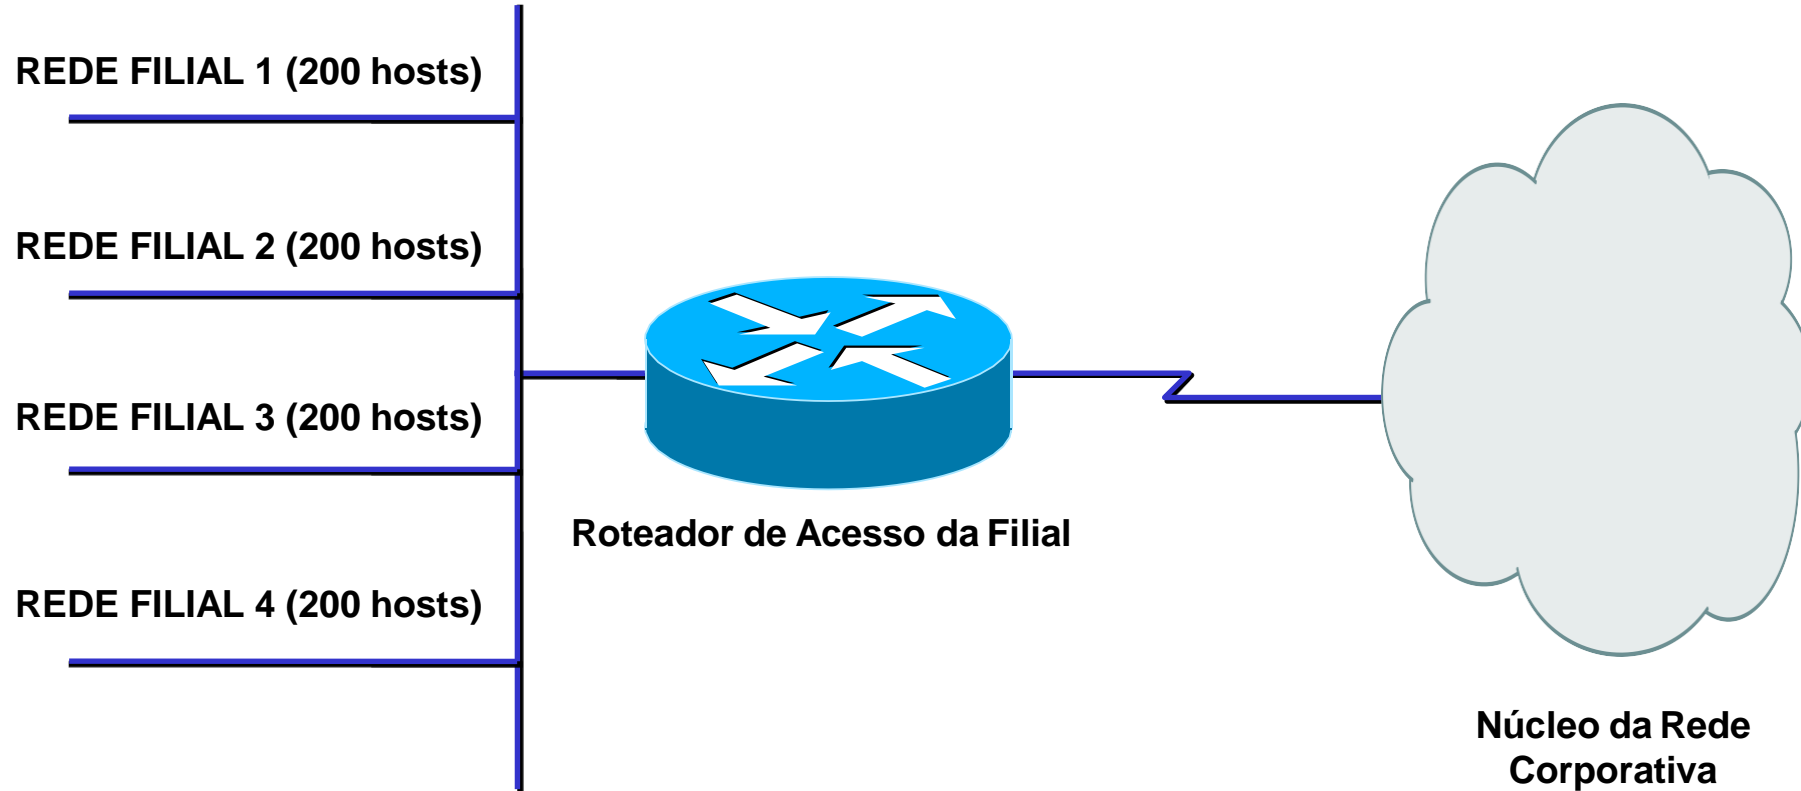 REDE FILIAL 1 (200 hosts)
REDE FILIAL 2 (200 hosts)
REDE FILIAL 3 (200 hosts)
REDE FILIAL 4 (200 hosts)
Roteador de Acesso da Filial
Núcleo da Rede
Corporativa